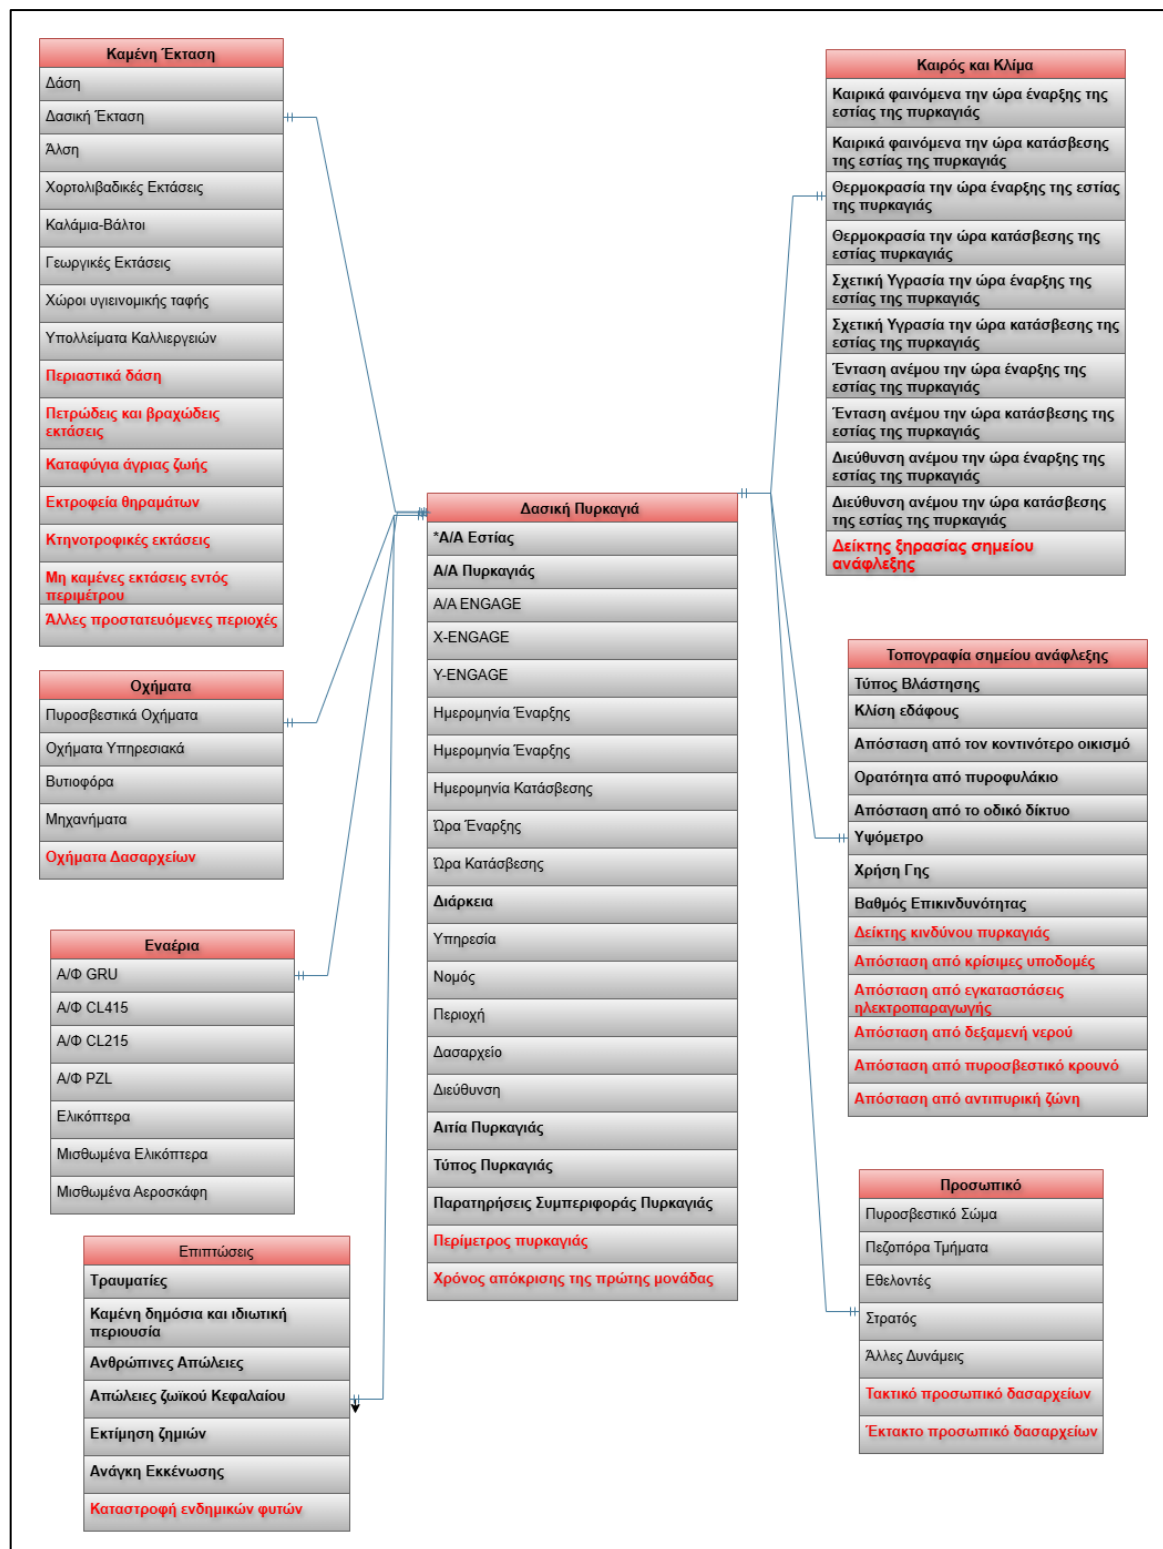 Καμένη Έκταση
Δάση
Δασική Έκταση
Άλση
Χορτολιβαδικές Εκτάσεις
Καλάμια-Βάλτοι
Γεωργικές Εκτάσεις
Χώροι υγιεινομικής ταφής
Υπολλείματα Καλλιεργειών
Περιαστικά δάση
Πετρώδεις και βραχώδεις
εκτάσεις
Καταφύγια άγριας ζωής
Εκτροφεία θηραμάτων
Κτηνοτροφικές εκτάσεις
Μη καμένες εκτάσεις εντός
περιμέτρου
Άλλες προστατευόμενες περιοχές
Οχήματα
Πυροσβεστικά Οχήματα
Οχήματα Υπηρεσιακά
Βυτιοφόρα
Μηχανήματα
Οχήματα Δασαρχείων
Εναέρια
Α/Φ GRU
Α/Φ CL415
Α/Φ CL215
Α/Φ PZL
Ελικόπτερα
Μισθωμένα Ελικόπτερα
Μισθωμένα Αεροσκάφη
Επιπτώσεις
Τραυματίες
Καμένη δημόσια και ιδιωτική
περιουσία
Ανθρώπινες Απώλειες
Απώλειες ζωϊκού Κεφαλαίου
Εκτίμηση ζημιών
Ανάγκη Εκκένωσης
Καταστροφή ενδημικών φυτών
Δασική Πυρκαγιά
*Α/Α Εστίας
Α/Α Πυρκαγιάς
Α/Α ENGAGE
X-ENGAGE
Y-ENGAGE
Ημερομηνία Έναρξης
Ημερομηνία Έναρξης
Ημερομηνία Κατάσβεσης
Ώρα Έναρξης
Ώρα Κατάσβεσης
Διάρκεια
Υπηρεσία
Νομός
Περιοχή
Δασαρχείο
Διεύθυνση
Αιτία Πυρκαγιάς
Τύπος Πυρκαγιάς
Παρατηρήσεις Συμπεριφοράς Πυρκαγιάς
Περίμετρος πυρκαγιάς
Χρόνος απόκρισης της πρώτης μονάδας
Καιρός και Κλίμα
Καιρικά φαινόμενα την ώρα έναρξης της
εστίας της πυρκαγιάς
Καιρικά φαινόμενα την ώρα κατάσβεσης
της εστίας της πυρκαγιάς
Θερμοκρασία την ώρα έναρξης της εστίας
της πυρκαγιάς
Θερμοκρασία την ώρα κατάσβεσης της
εστίας πυρκαγιάς
Σχετική Υγρασία την ώρα έναρξης της
εστίας της πυρκαγιάς
Σχετική Υγρασία την ώρα κατάσβεσης της
εστίας της πυρκαγιάς
Ένταση ανέμου την ώρα έναρξης της
εστίας της πυρκαγιάς
Ένταση ανέμου την ώρα κατάσβεσης της
εστίας της πυρκαγιάς
Διεύθυνση ανέμου την ώρα έναρξης της
εστίας της πυρκαγιάς
Διεύθυνση ανέμου την ώρα κατάσβεσης
της εστίας της πυρκαγιάς
Δείκτης ξηρασίας σημείου
ανάφλεξης
Τοπογραφία σημείου ανάφλεξης
Τύπος Βλάστησης
Κλίση εδάφους
Απόσταση από τον κοντινότερο οικισμό
Ορατότητα από πυροφυλάκιο
Απόσταση από το οδικό δίκτυο
Υψόμετρο
Χρήση Γης
Βαθμός Επικινδυνότητας
Δείκτης κινδύνου πυρκαγιάς
Απόσταση από κρίσιμες υποδομές
Απόσταση από εγκαταστάσεις
ηλεκτροπαραγωγής
Απόσταση από δεξαμενή νερού
Απόσταση από πυροσβεστικό κρουνό
Απόσταση από αντιπυρική ζώνη
Προσωπικό
Πυροσβεστικό Σώμα
Πεζοπόρα Τμήματα
Εθελοντές
Στρατός
Άλλες Δυνάμεις
Τακτικό προσωπικό δασαρχείων
Έκτακτο προσωπικό δασαρχείων